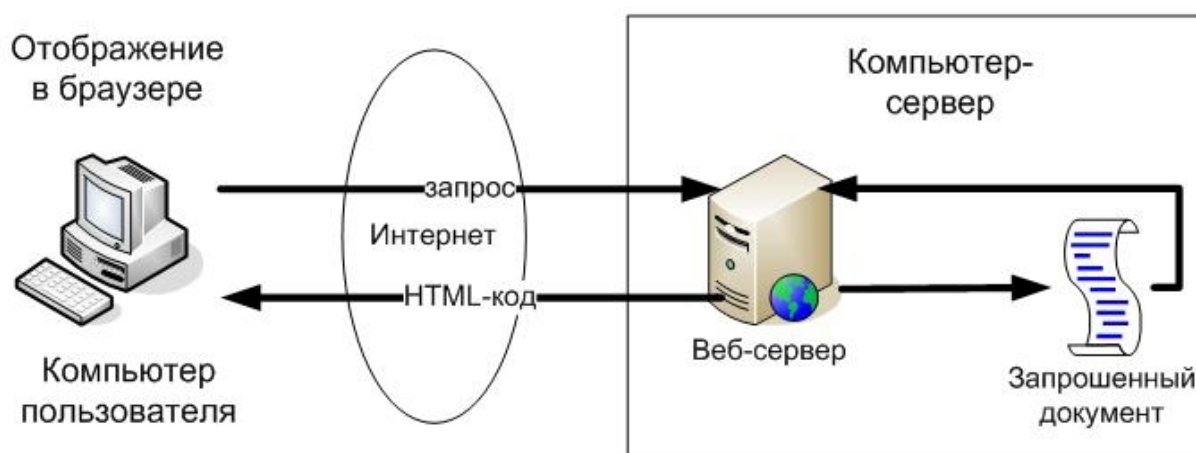 Отображение
в браузере
Компьютер
пользователя
запрос
Интернет
HTML-код
Компьютер-
сервер
Веб-сервер
Запрошенный
документ